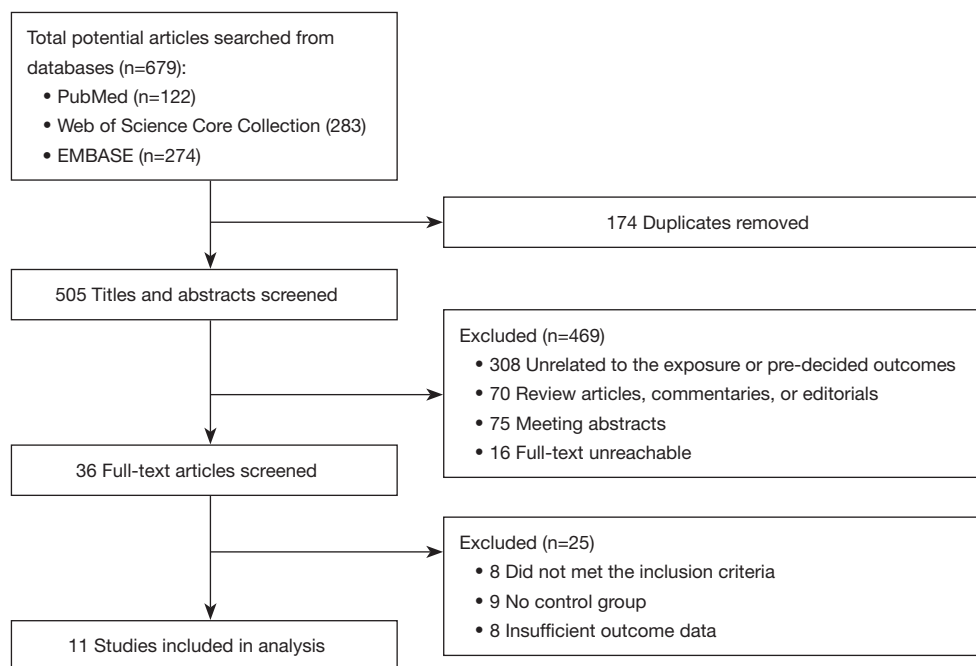 Total potential articles searched from
databases (n=679):
• PubMed (n=122)
• Web of Science Core Collection (283)
• EMBASE (n=274)
174 Duplicates removed
505 Titles and abstracts screened
Excluded (n=469)
• 308 Unrelated to the exposure or pre-decided outcomes
• 70 Review articles, commentaries, or editorials
• 75 Meeting abstracts
• 16 Full-text unreachable
36 Full-text articles screened
Excluded (n=25)
• 8 Did not met the inclusion criteria
• 9 No control group
• 8 Insufficient outcome data
11 Studies included in analysis